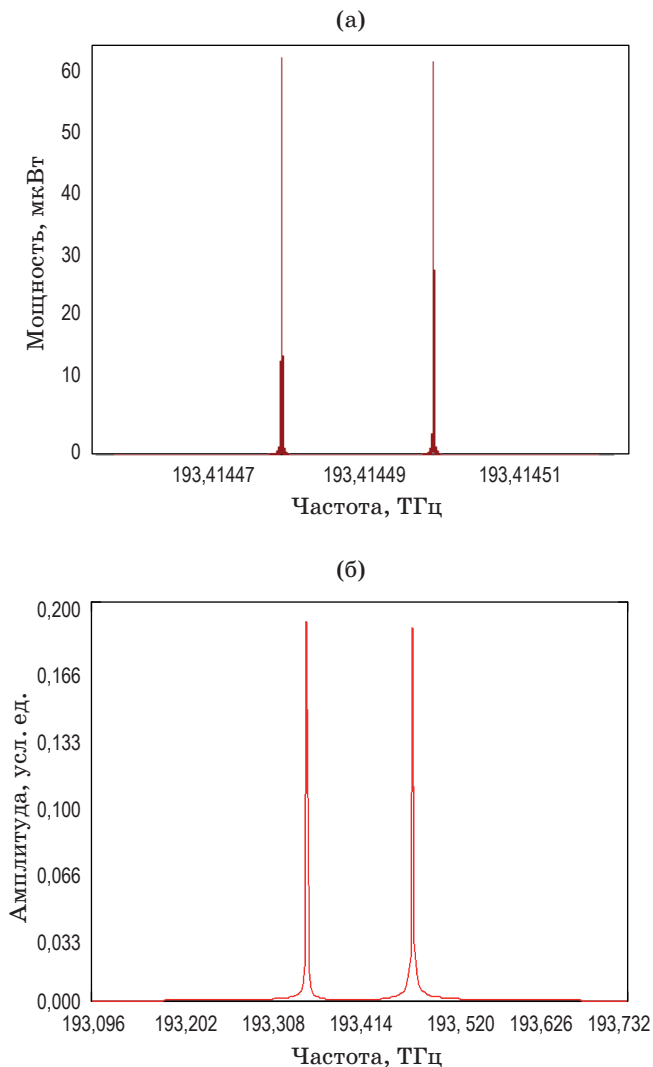 (а)
60
50
40
30
20
10
0
Мощность, мкВт
193,41447 193,41449 193,41451
Частота, ТГц
(б)
0,200
0,166
0,133
0,100
0,066
0,033
0,000
Амплитуда, усл. ед.
193,096 193,202 193,308 193,414 193, 520 193,626 193,732
Частота, ТГц